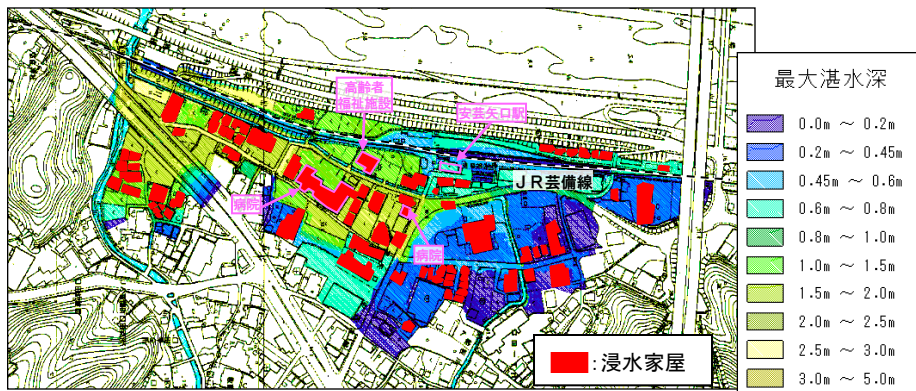 高齢者
福祉施設
安芸矢口駅
JR芸備線
病院
病院
:浸水家屋
最大湛水深
0.0m ～ 0.2m
0.2m ～ 0.45m
0.45m ～ 0.6m
0.6m ～ 0.8m
0.8m ～ 1.0m
1.0m ～ 1.5m
1.5m ～ 2.0m
2.0m ～ 2.5m
2.5m ～ 3.0m
3.0m ～ 5.0m